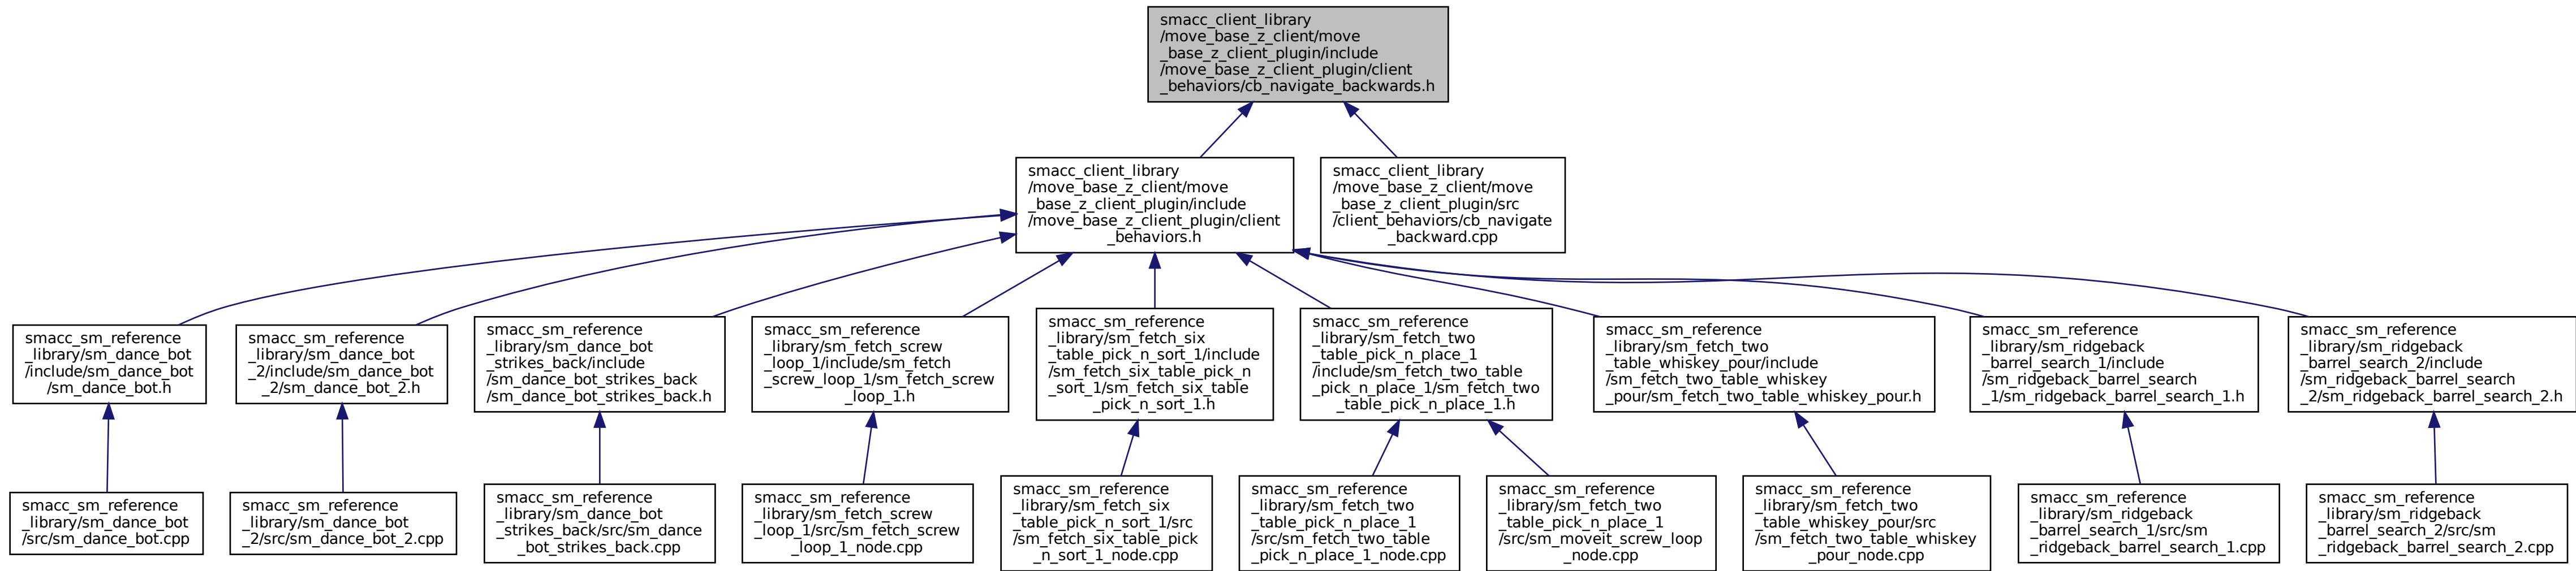 smacc_client_library
/move_base_z_client/move
_base_z_client_plugin/include
/move_base_z_client_plugin/client
_behaviors/cb_navigate_backwards.h
smacc_client_library
/move_base_z_client/move
_base_z_client_plugin/include
/move_base_z_client_plugin/client
_behaviors.h
smacc_client_library
/move_base_z_client/move
_base_z_client_plugin/src
/client_behaviors/cb_navigate
_backward.cpp
smacc_sm_reference
_library/sm_dance_bot
/include/sm_dance_bot
/sm_dance_bot.h
smacc_sm_reference
_library/sm_dance_bot
_2/include/sm_dance_bot
_2/sm_dance_bot_2.h
smacc_sm_reference
_library/sm_dance_bot
_strikes_back/include
/sm_dance_bot_strikes_back
/sm_dance_bot_strikes_back.h
smacc_sm_reference
_library/sm_fetch_screw
_loop_1/include/sm_fetch
_screw_loop_1/sm_fetch_screw
_loop_1.h
smacc_sm_reference
_library/sm_fetch_six
_table_pick_n_sort_1/include
/sm_fetch_six_table_pick_n
_sort_1/sm_fetch_six_table
_pick_n_sort_1.h
smacc_sm_reference
_library/sm_fetch_two
_table_pick_n_place_1
/include/sm_fetch_two_table
_pick_n_place_1/sm_fetch_two
_table_pick_n_place_1.h
smacc_sm_reference
_library/sm_fetch_two
_table_whiskey_pour/include
/sm_fetch_two_table_whiskey
_pour/sm_fetch_two_table_whiskey_pour.h
smacc_sm_reference
_library/sm_ridgeback
_barrel_search_1/include
/sm_ridgeback_barrel_search
_1/sm_ridgeback_barrel_search_1.h
smacc_sm_reference
_library/sm_ridgeback
_barrel_search_2/include
/sm_ridgeback_barrel_search
_2/sm_ridgeback_barrel_search_2.h
smacc_sm_reference
_library/sm_dance_bot
/src/sm_dance_bot.cpp
smacc_sm_reference
_library/sm_dance_bot
_2/src/sm_dance_bot_2.cpp
smacc_sm_reference
_library/sm_dance_bot
_strikes_back/src/sm_dance
_bot_strikes_back.cpp
smacc_sm_reference
_library/sm_fetch_screw
_loop_1/src/sm_fetch_screw
_loop_1_node.cpp
smacc_sm_reference
_library/sm_fetch_six
_table_pick_n_sort_1/src
/sm_fetch_six_table_pick
_n_sort_1_node.cpp
smacc_sm_reference
_library/sm_fetch_two
_table_pick_n_place_1
/src/sm_fetch_two_table
_pick_n_place_1_node.cpp
smacc_sm_reference
_library/sm_fetch_two
_table_pick_n_place_1
/src/sm_moveit_screw_loop
_node.cpp
smacc_sm_reference
_library/sm_fetch_two
_table_whiskey_pour/src
/sm_fetch_two_table_whiskey
_pour_node.cpp
smacc_sm_reference
_library/sm_ridgeback
_barrel_search_1/src/sm
_ridgeback_barrel_search_1.cpp
smacc_sm_reference
_library/sm_ridgeback
_barrel_search_2/src/sm
_ridgeback_barrel_search_2.cpp